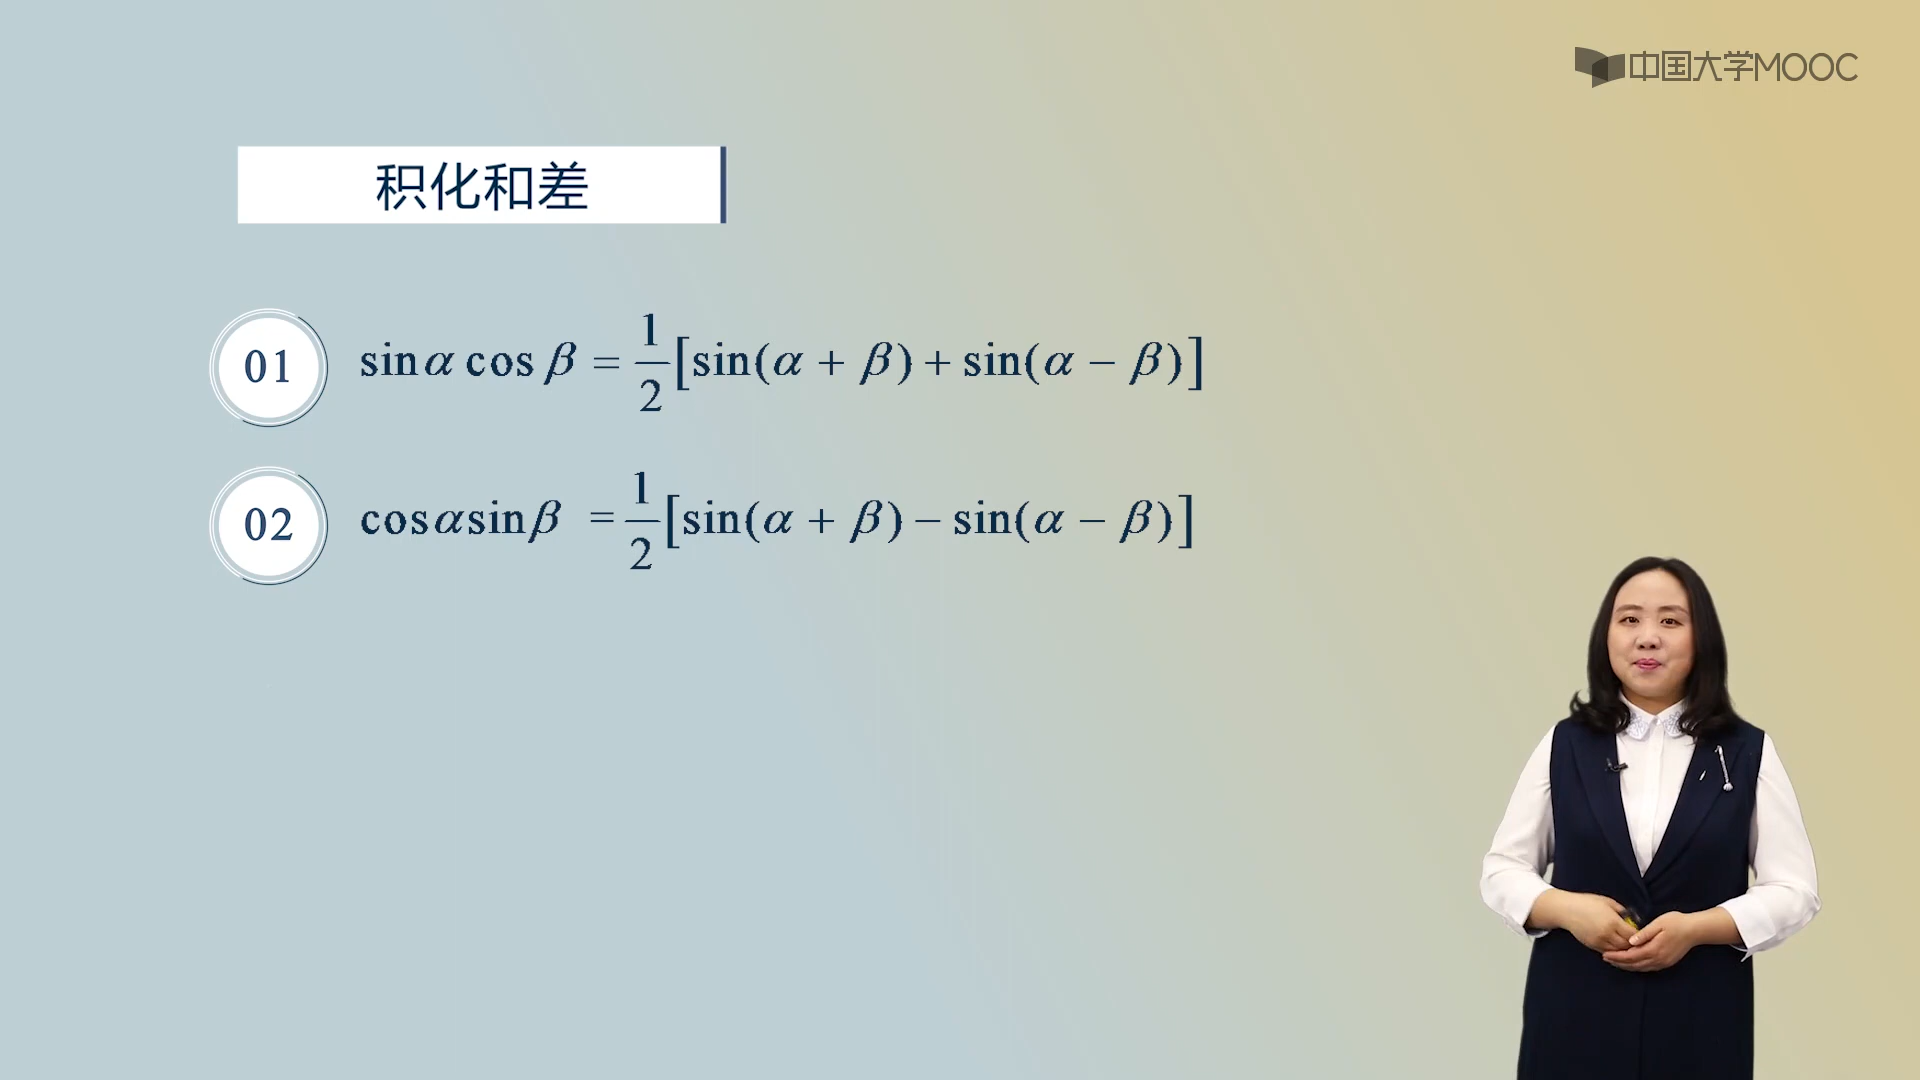 中国大学MOOC
积化和差
01 sinα cos β = 1/2[sin(α + β) + sin(α − β)]
02 cosαsinβ = 1/2[sin(α + β) − sin(α − β)]